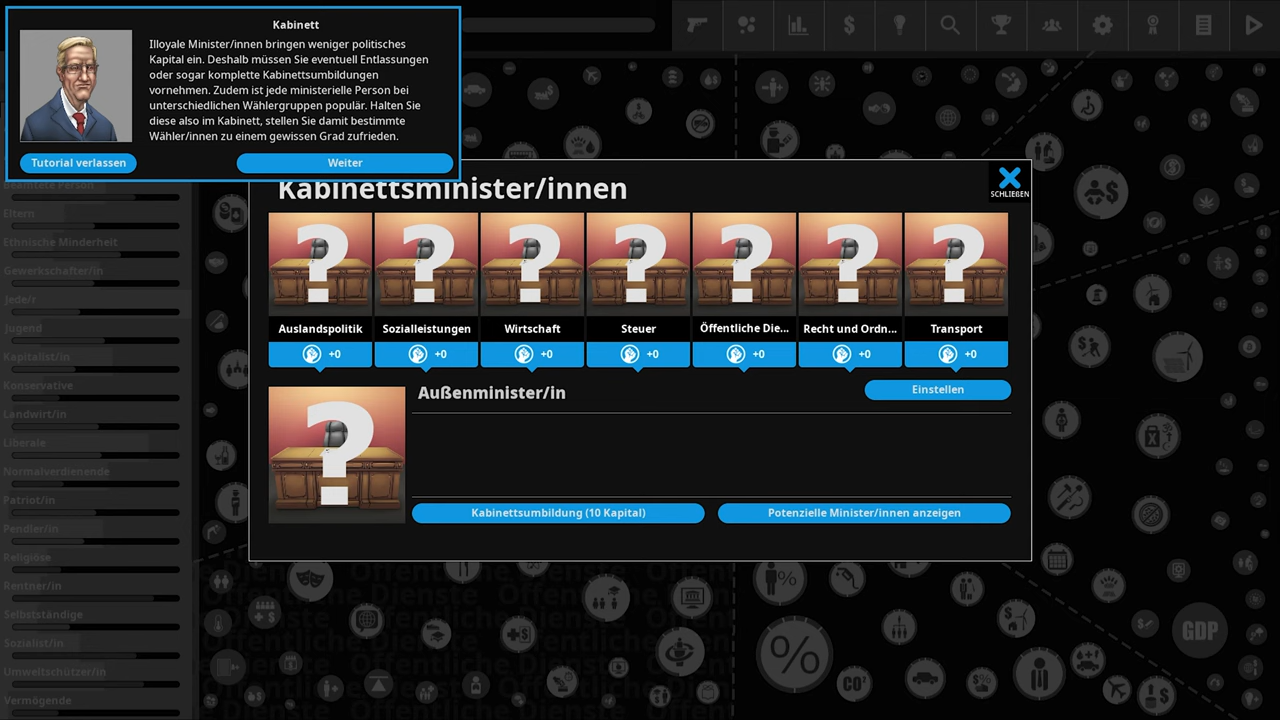 Kabinett
Illoyale Minister/innen bringen weniger politisches
Kapital ein. Deshalb müssen Sie eventuell Entlassungen
oder sogar komplette Kabinettsumbildungen
vornehmen. Zudem ist jede ministerielle Person bei
unterschiedlichen Wählergruppen populär. Halten Sie
diese also im Kabinett, stellen Sie damit bestimmte
Wähler/innen zu einem gewissen Grad zufrieden.
Tutorial verlassen
Weiter
Kabinettsminister/innen
SCHLIEßEN
Auslandspolitik
Sozialleistungen
Wirtschaft
Steuer
Öffentliche Die...
Recht und Ordn...
Transport
+0
+0
+0
+0
+0
+0
+0
Außenminister/in
Einstellen
Kabinettsumbildung (10 Kapital)
Potenzielle Minister/innen anzeigen
Beamtete Person
Eltern
Ethnische Minderheit
Gewerkschafter/in
Jede/r
Jugend
Kapitalist/in
Konservative
Landwirt/in
Liberale
Normalverdienende
Patriot/in
Pendler/in
Religiöse
Rentner/in
Selbstständige
Sozialist/in
Umweltschützer/in
Vermögende
GDP
CO²